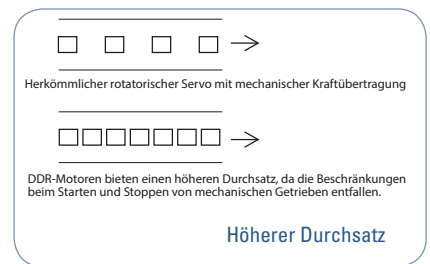 Herkömmlicher rotatorischer Servo mit mechanischer Kraftübertragung
DDR-Motoren bieten einen höheren Durchsatz, da die Beschränkungen
beim Starten und Stoppen von mechanischen Getrieben entfallen.
Höherer Durchsatz